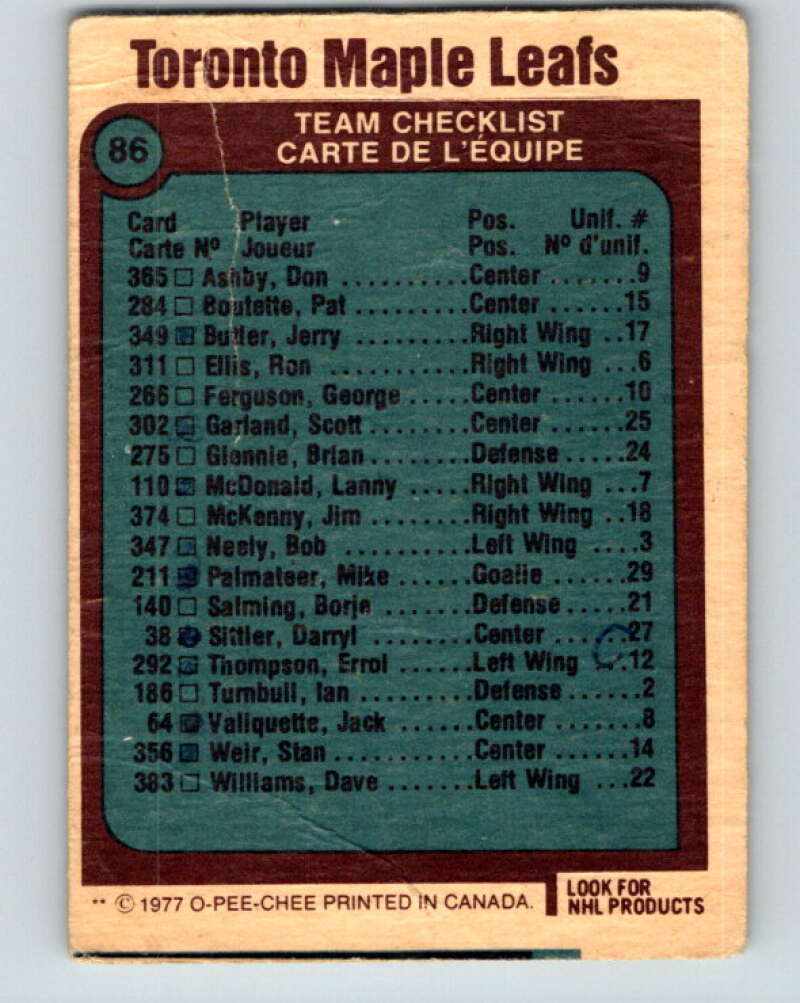 Toronto Maple Leafs
86
TEAM CHECKLIST
CARTE DE L'ÉQUIPE
Card Player Pos. Unif. #
Carte Nº Joueur Pos. Nº d'unif.
365 □ Ashby, Don ..........Center .......9
284 □ Boutette, Pat .........Center ......15
349 □ Butler, Jerry .........Right Wing ..17
311 □ Ellis, Ron ...........Right Wing ...6
266 □ Ferguson, George .....Center ......10
302 □ Garland, Scott ........Center ......25
275 □ Glennie, Brian ........Defense .....24
110 □ McDonald, Lanny .....Right Wing ...7
374 □ McKenny, Jim ........Right Wing ..18
347 □ Neely, Bob ..........Left Wing ....3
211 □ Palmateer, Mike ......Goalie ......29
140 □ Salming, Borje ........Defense .....21
38 □ Sittler, Darryl ........Center ......27
292 □ Thompson, Errol ......Left Wing ...12
186 □ Turnbull, Ian .........Defense ......2
64 □ Valiquette, Jack ......Center .......8
356 □ Weir, Stan ...........Center ......14
383 □ Williams, Dave .......Left Wing ...22
** © 1977 O-PEE-CHEE PRINTED IN CANADA.
LOOK FOR
NHL PRODUCTS